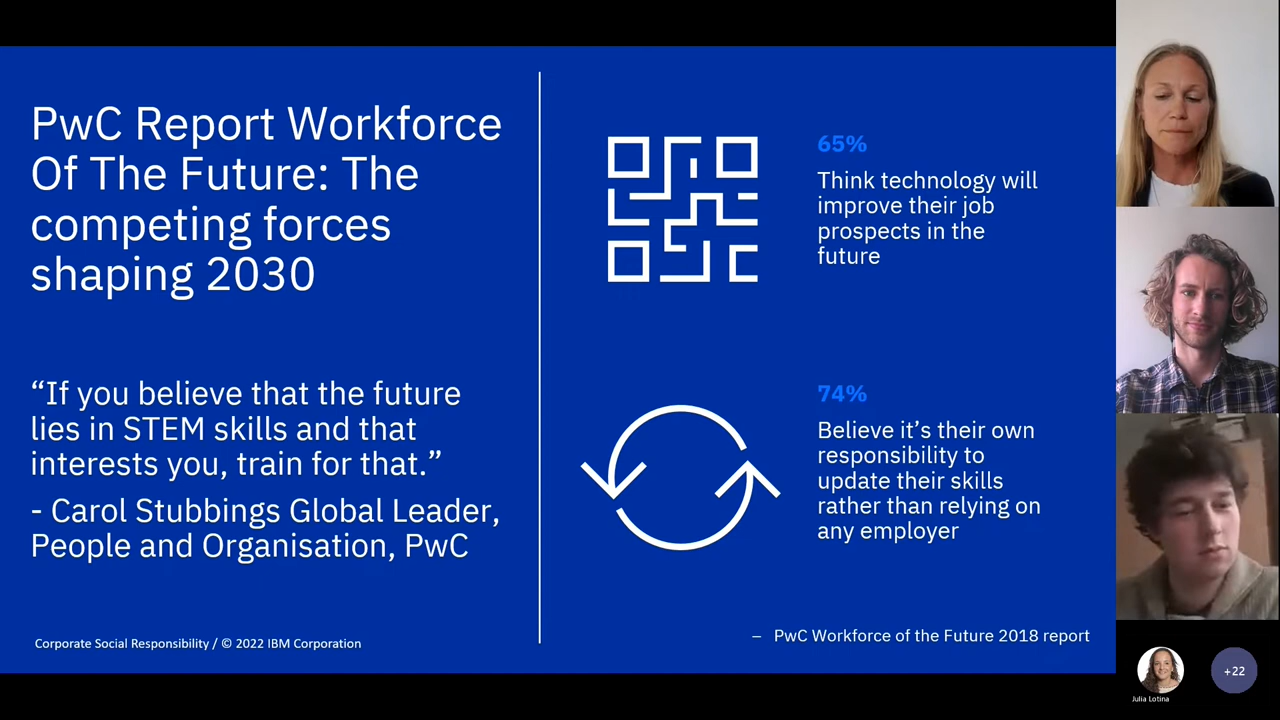 PwC Report Workforce
Of The Future: The
competing forces
shaping 2030
“If you believe that the future
lies in STEM skills and that
interests you, train for that.”
- Carol Stubbings Global Leader,
People and Organisation, PwC
Corporate Social Responsibility / © 2022 IBM Corporation
65%
Think technology will
improve their job
prospects in the
future
74%
Believe it’s their own
responsibility to
update their skills
rather than relying on
any employer
– PwC Workforce of the Future 2018 report
Julia Lotina
+22